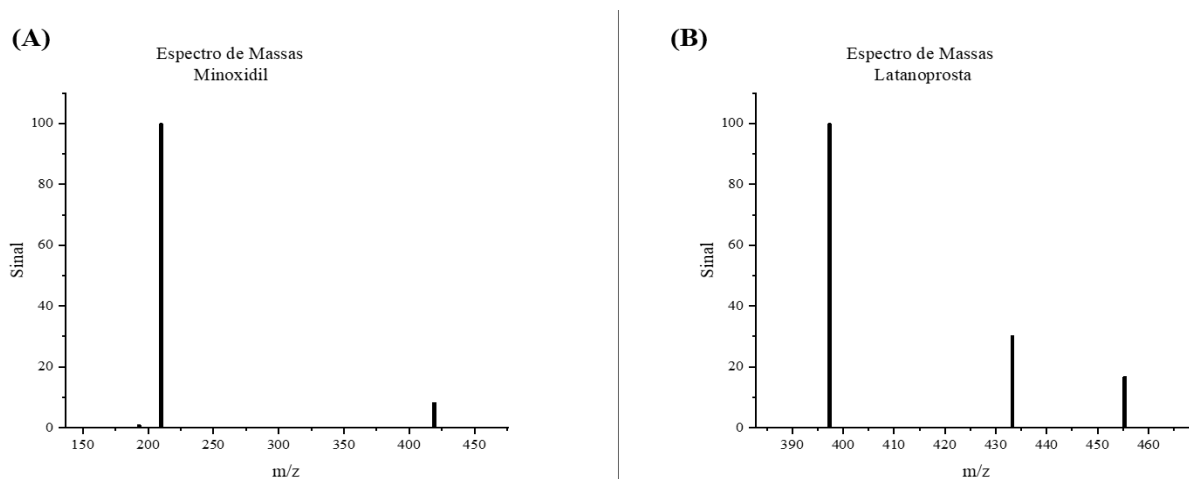 (A)
Espectro de Massas
Minoxidil
100
80
60
40
20
0
Sinal
150 200 250 300 350 400 450
m/z
(B)
Espectro de Massas
Latanoprosta
100
80
60
40
20
0
Sinal
390 400 410 420 430 440 450 460
m/z